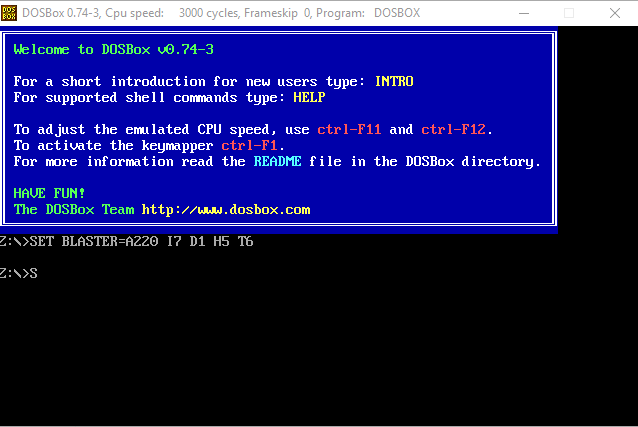 DOS BOX DOSBox 0.74-3, Cpu speed: 3000 cycles, Frameskip 0, Program: DOSBOX
Welcome to DOSBox v0.74-3
For a short introduction for new users type: INTRO
For supported shell commands type: HELP
To adjust the emulated CPU speed, use ctrl-F11 and ctrl-F12.
To activate the keymapper ctrl-F1.
For more information read the README file in the DOSBox directory.
HAVE FUN!
The DOSBox Team http://www.dosbox.com
Z:\>SET BLASTER=A220 I7 D1 H5 T6
Z:\>S